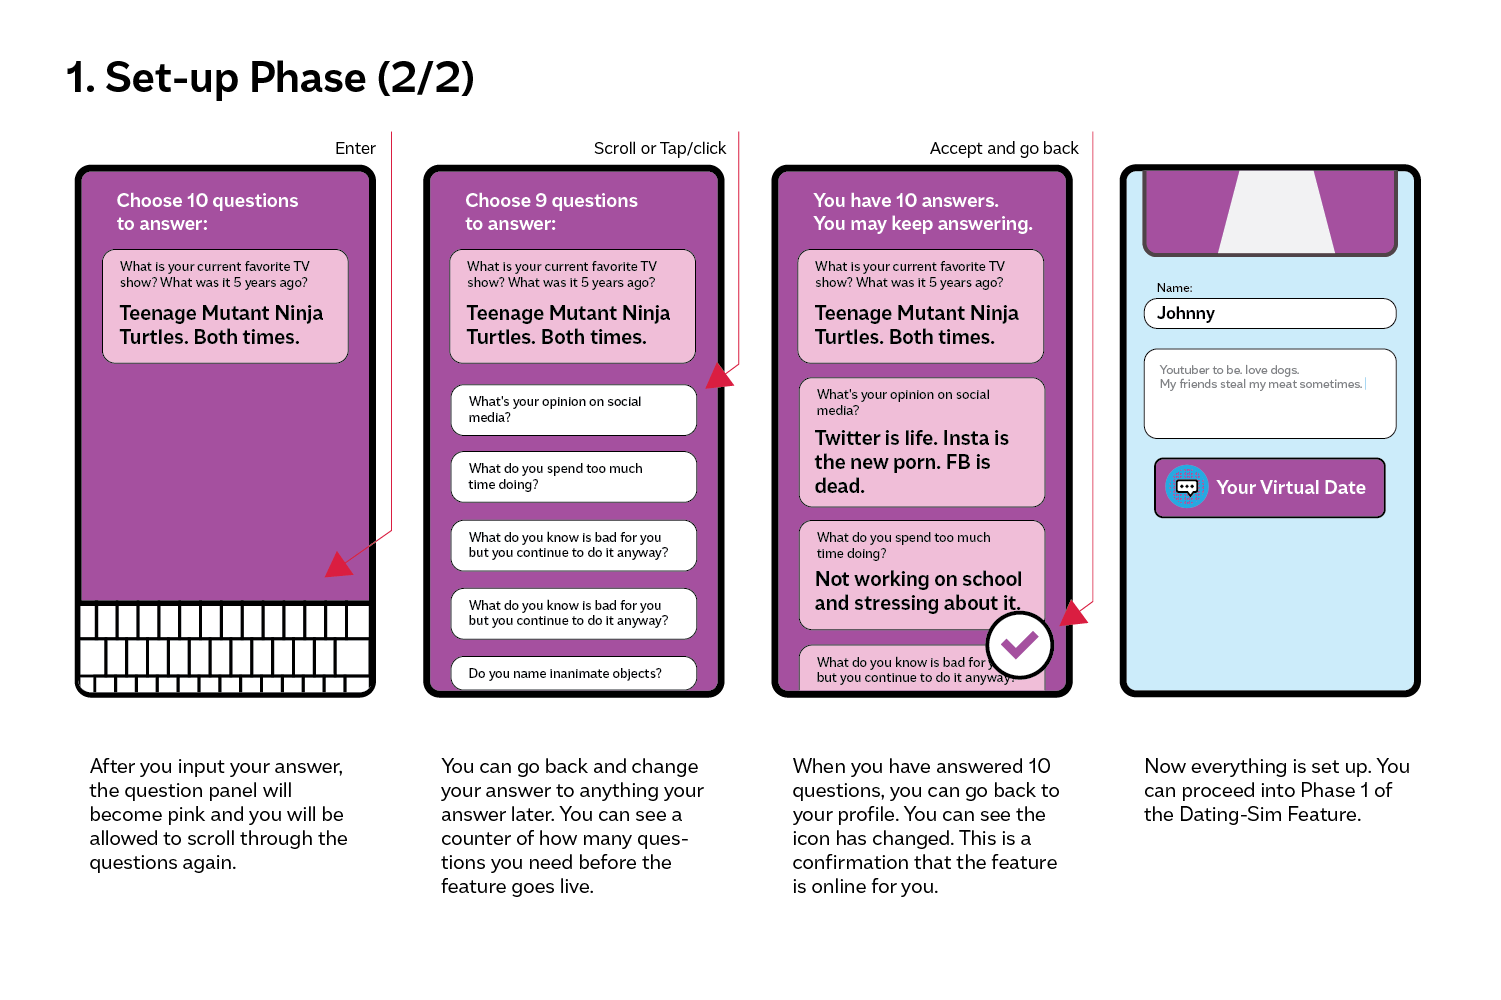 1. Set-up Phase (2/2)
Enter
Choose 10 questions
to answer:
What is your current favorite TV
show? What was it 5 years ago?
Teenage Mutant Ninja
Turtles. Both times.
After you input your answer,
the question panel will
become pink and you will be
allowed to scroll through the
questions again.
Scroll or Tap/click
Choose 9 questions
to answer:
What is your current favorite TV
show? What was it 5 years ago?
Teenage Mutant Ninja
Turtles. Both times.
What's your opinion on social
media?
What do you spend too much
time doing?
What do you know is bad for you
but you continue to do it anyway?
What do you know is bad for you
but you continue to do it anyway?
Do you name inanimate objects?
You can go back and change
your answer to anything your
answer later. You can see a
counter of how many ques-
tions you need before the
feature goes live.
Accept and go back
You have 10 answers.
You may keep answering.
What is your current favorite TV
show? What was it 5 years ago?
Teenage Mutant Ninja
Turtles. Both times.
What's your opinion on social
media?
Twitter is life. Insta is
the new porn. FB is
dead.
What do you spend too much
time doing?
Not working on school
and stressing about it.
What do you know is bad for y
but you continue to do it anyway?
When you have answered 10
questions, you can go back to
your profile. You can see the
icon has changed. This is a
confirmation that the feature
is online for you.
Name:
Johnny
Youtuber to be. love dogs.
My friends steal my meat sometimes.
Your Virtual Date
Now everything is set up. You
can proceed into Phase 1 of
the Dating-Sim Feature.